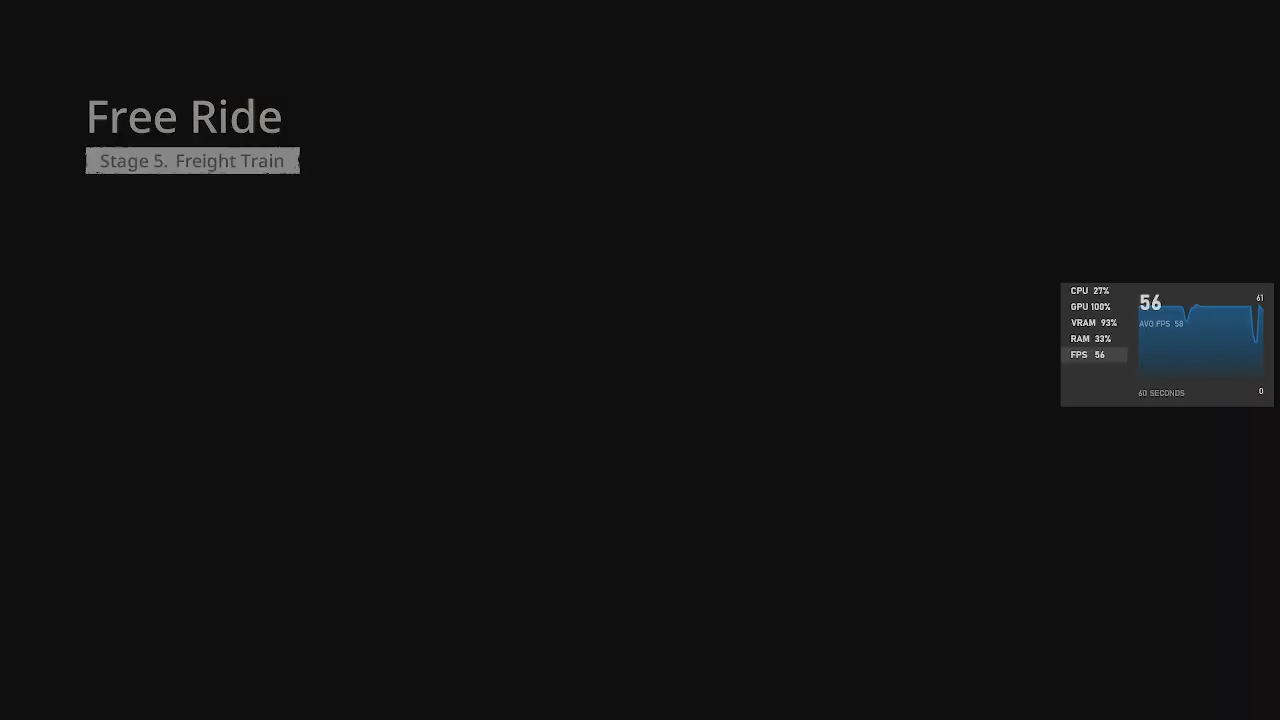 Free Ride
Stage 5. Freight Train
CPU 27%
GPU 100%
VRAM 93%
RAM 33%
FPS 56
56
61
AVG FPS 58
60 SECONDS
0